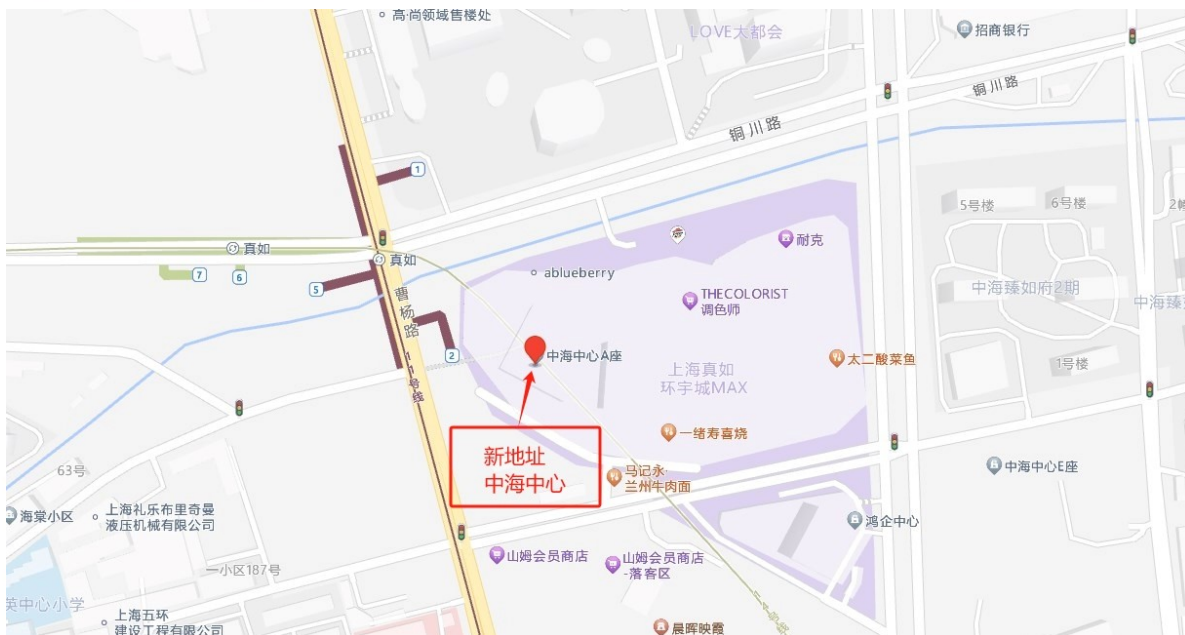 高·尚领域售楼处
LOVE大都会
招商银行
铜川路
铜川路
1
5号楼
6号楼
2幢
真如
耐克
真如
7
6
5
ablueberry
曹杨路
THECOLORIST
调色师
中海臻如府2期
2
11号线
中海中心A座
太二酸菜鱼
上海真如
环宇城MAX
1号楼
新地址
中海中心
一绪寿喜烧
63号
马记永·
兰州牛肉面
中海中心E座
海棠小区
上海礼乐布里奇曼
液压机械有限公司
鸿企中心
山姆会员商店
山姆会员商店
-落客区
一小区187号
英中心小学
上海五环
建设工程有限公司
晨晖映霞